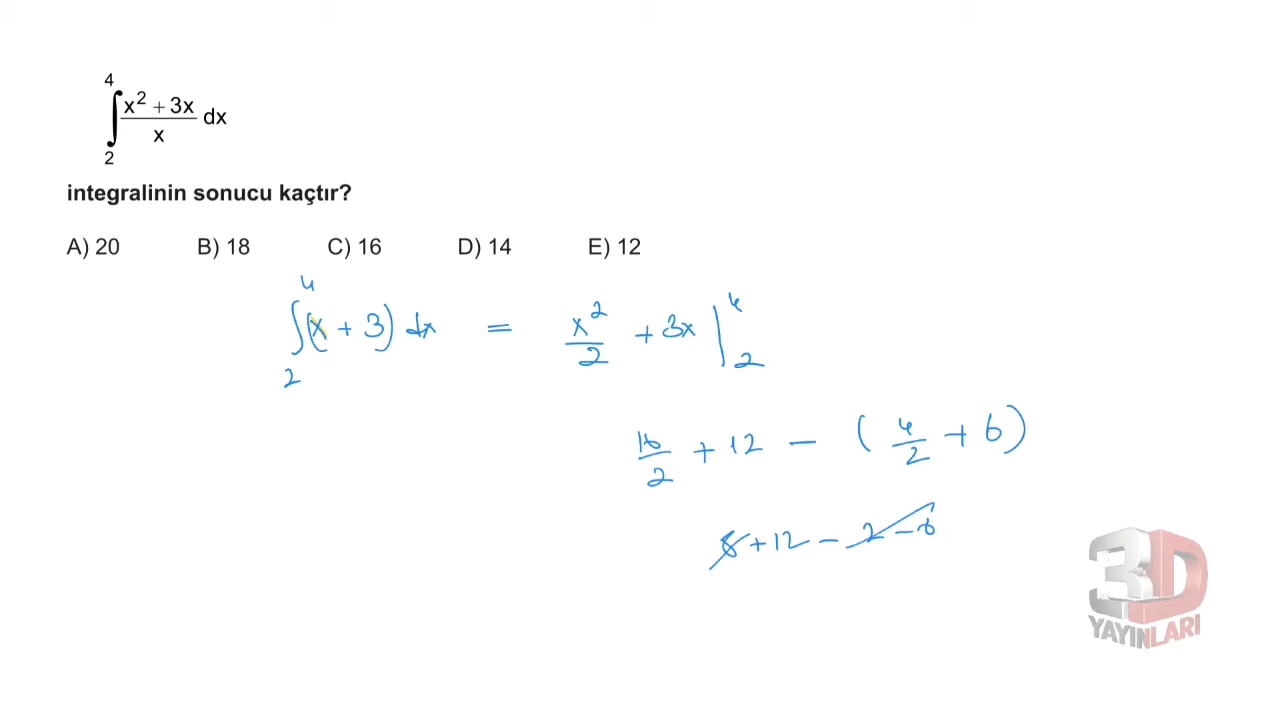 4
∫ x² + 3x / x dx
2
integralinin sonucu kaçtır?
A) 20 B) 18 C) 16 D) 14 E) 12
4
∫ (x + 3) dx = x²/2 + 3x | 4
2 2
16/2 + 12 - (4/2 + 6)
8 + 12 - 2 - 6
3D
YAYINLARI